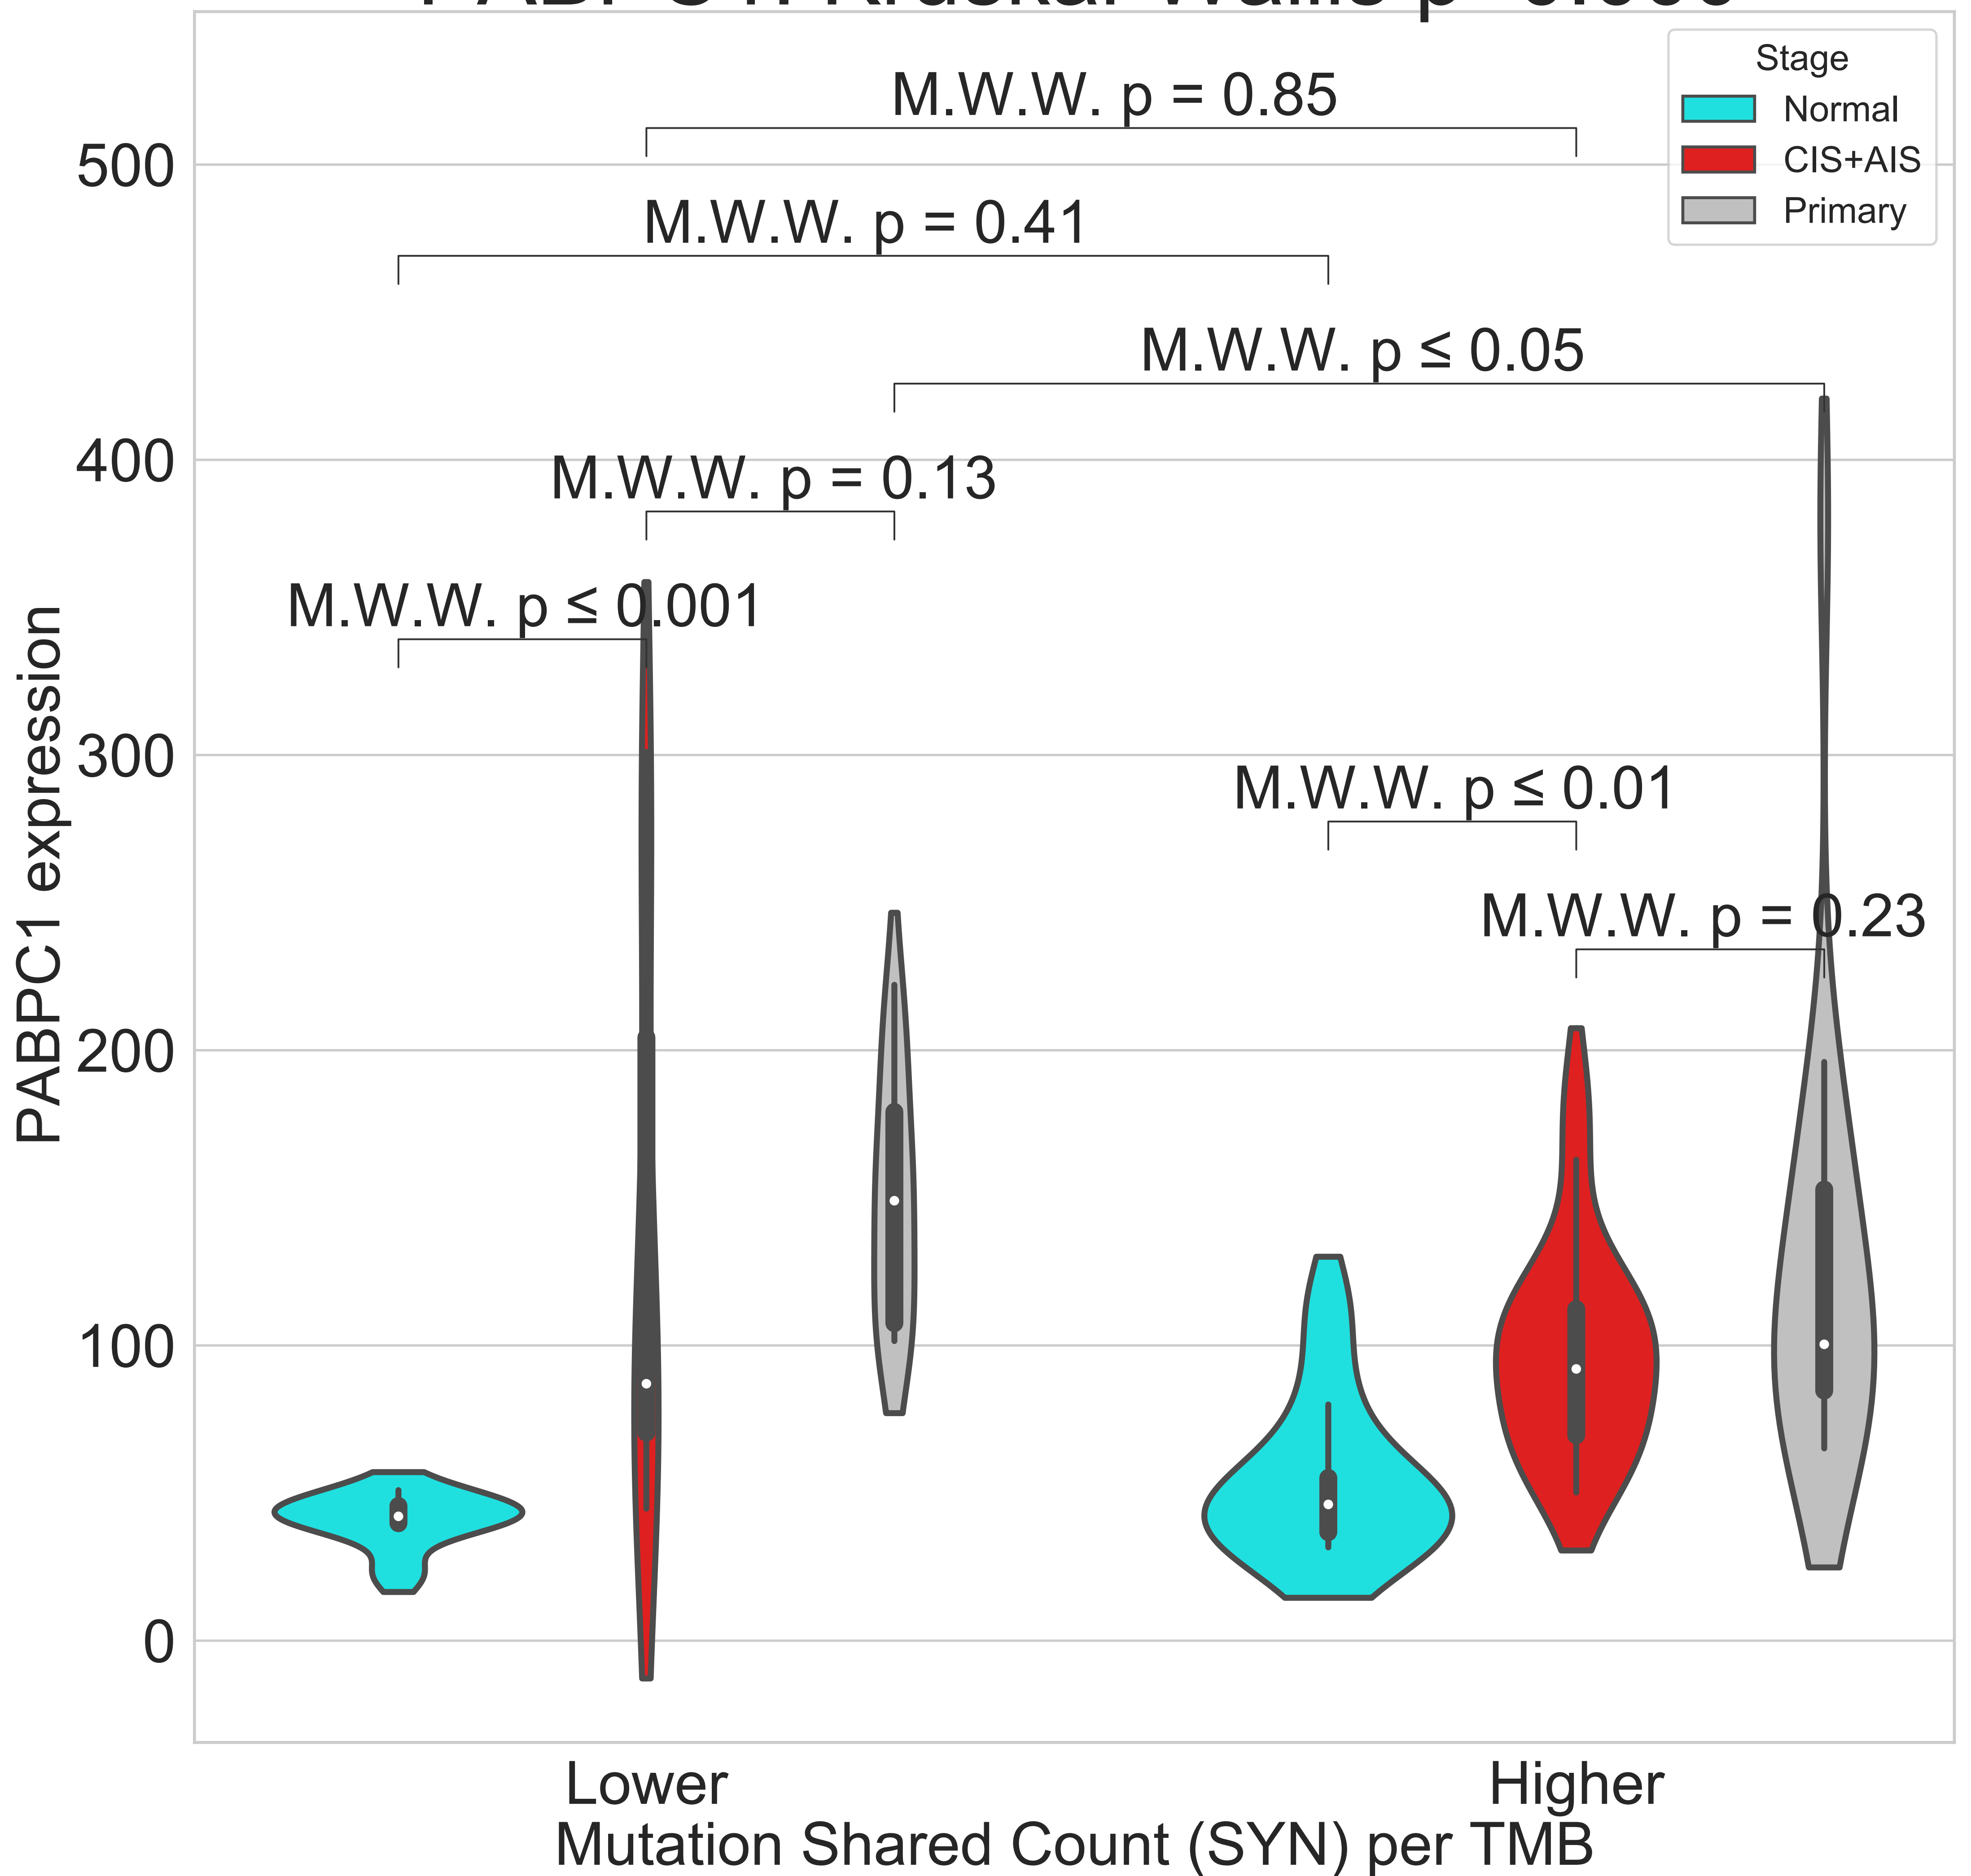 M.W.W. p = 0.85
M.W.W. p = 0.41
M.W.W. p ≤ 0.05
M.W.W. p = 0.13
M.W.W. p ≤ 0.001
M.W.W. p ≤ 0.01
M.W.W. p = 0.23
Stage
Normal
CIS+AIS
Primary
PABPC1 expression
500
400
300
200
100
0
Lower
Higher
Mutation Shared Count (SYN) per TMB